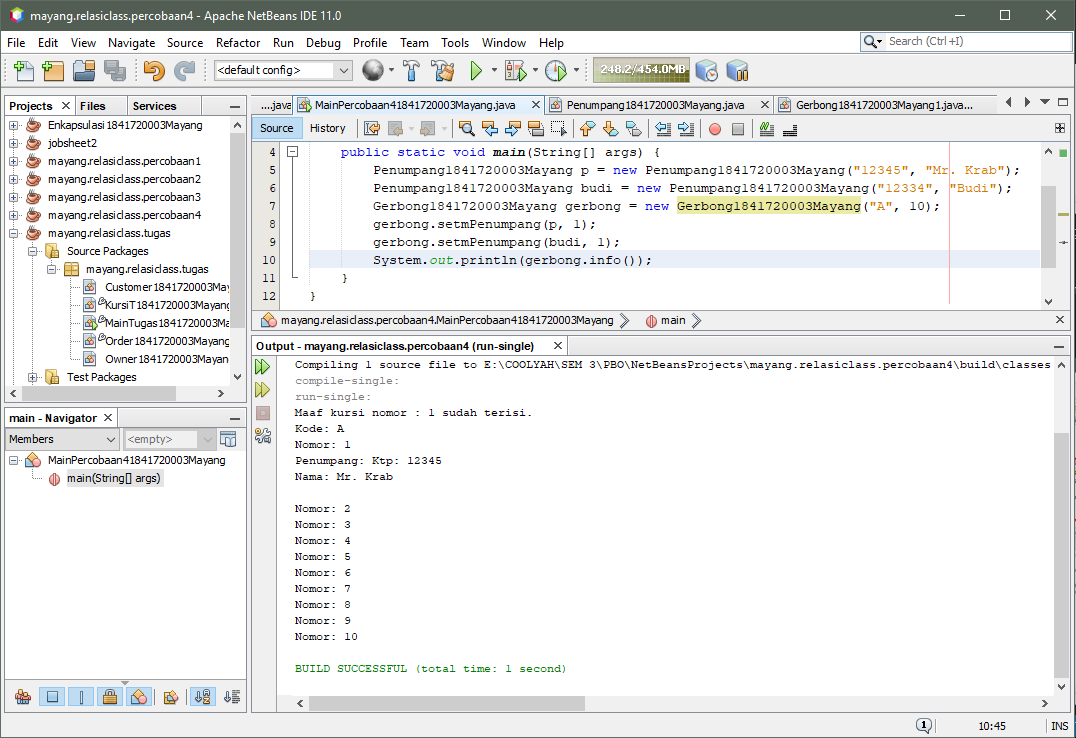 mayang.relasiclass.percobaan4 - Apache NetBeans IDE 11.0
File Edit View Navigate Source Refactor Run Debug Profile Team Tools Window Help
Search (Ctrl+I)
<default config>
248.2/454.0MB
Projects Files Services
Enkapsulasi1841720003Mayang
jobsheet2
mayang.relasiclass.percobaan1
mayang.relasiclass.percobaan2
mayang.relasiclass.percobaan3
mayang.relasiclass.percobaan4
mayang.relasiclass.tugas
Source Packages
mayang.relasiclass.tugas
Customer1841720003May
KursiT1841720003Mayang
MainTugas1841720003Ma
Order1841720003Mayang
Owner1841720003Mayan
Test Packages
main - Navigator
Members <empty>
MainPercobaan41841720003Mayang
main(String[] args)
....java MainPercobaan41841720003Mayang.java Penumpang1841720003Mayang.java Gerbong1841720003Mayang1.java...
Source History
4 public static void main(String[] args) {
5 Penumpang1841720003Mayang p = new Penumpang1841720003Mayang("12345", "Mr. Krab");
6 Penumpang1841720003Mayang budi = new Penumpang1841720003Mayang("12334", "Budi");
7 Gerbong1841720003Mayang gerbong = new Gerbong1841720003Mayang("A", 10);
8 gerbong.setmPenumpang(p, 1);
9 gerbong.setmPenumpang(budi, 1);
10 System.out.println(gerbong.info());
11 }
12 }
mayang.relasiclass.percobaan4.MainPercobaan41841720003Mayang main
Output - mayang.relasiclass.percobaan4 (run-single)
Compiling 1 source file to E:\COOLYAH\SEM 3\PBO\NetBeansProjects\mayang.relasiclass.percobaan4\build\classes
compile-single:
run-single:
Maaf kursi nomor : 1 sudah terisi.
Kode: A
Nomor: 1
Penumpang: Ktp: 12345
Nama: Mr. Krab
Nomor: 2
Nomor: 3
Nomor: 4
Nomor: 5
Nomor: 6
Nomor: 7
Nomor: 8
Nomor: 9
Nomor: 10
BUILD SUCCESSFUL (total time: 1 second)
1 10:45 INS